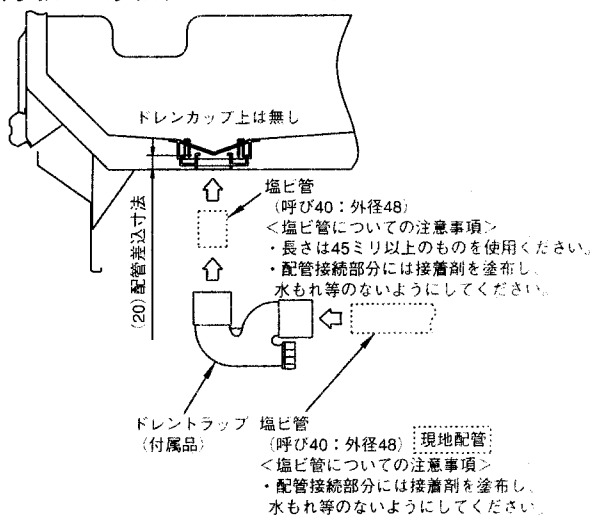 ドレンカップ上は無し
(20)配管差込寸法
塩ビ管
(呼び40：外径48)
<塩ビ管についての注意事項>
・長さは45ミリ以上のものを使用ください。
・配管接続部分には接着剤を塗布し、
水もれ等のないようにしてください。
ドレントラップ
(付属品)
塩ビ管
(呼び40：外径48)
現地配管
<塩ビ管についての注意事項>
・配管接続部分には接着剤を塗布し、
水もれ等のないようにしてください。